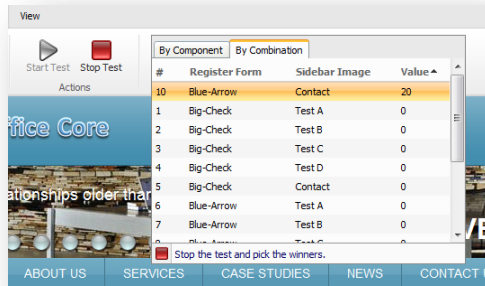 View
Start Test Stop Test
Actions
By Component By Combination
# Register Form Sidebar Image Value
10 Blue-Arrow Contact 20
1 Big-Check Test A 0
2 Big-Check Test B 0
3 Big-Check Test C 0
4 Big-Check Test D 0
5 Big-Check Contact 0
6 Blue-Arrow Test A 0
7 Blue-Arrow Test B 0
Stop the test and pick the winners.
ffice Core
ationships older than
VE
ABOUT US SERVICES CASE STUDIES NEWS CONTACT